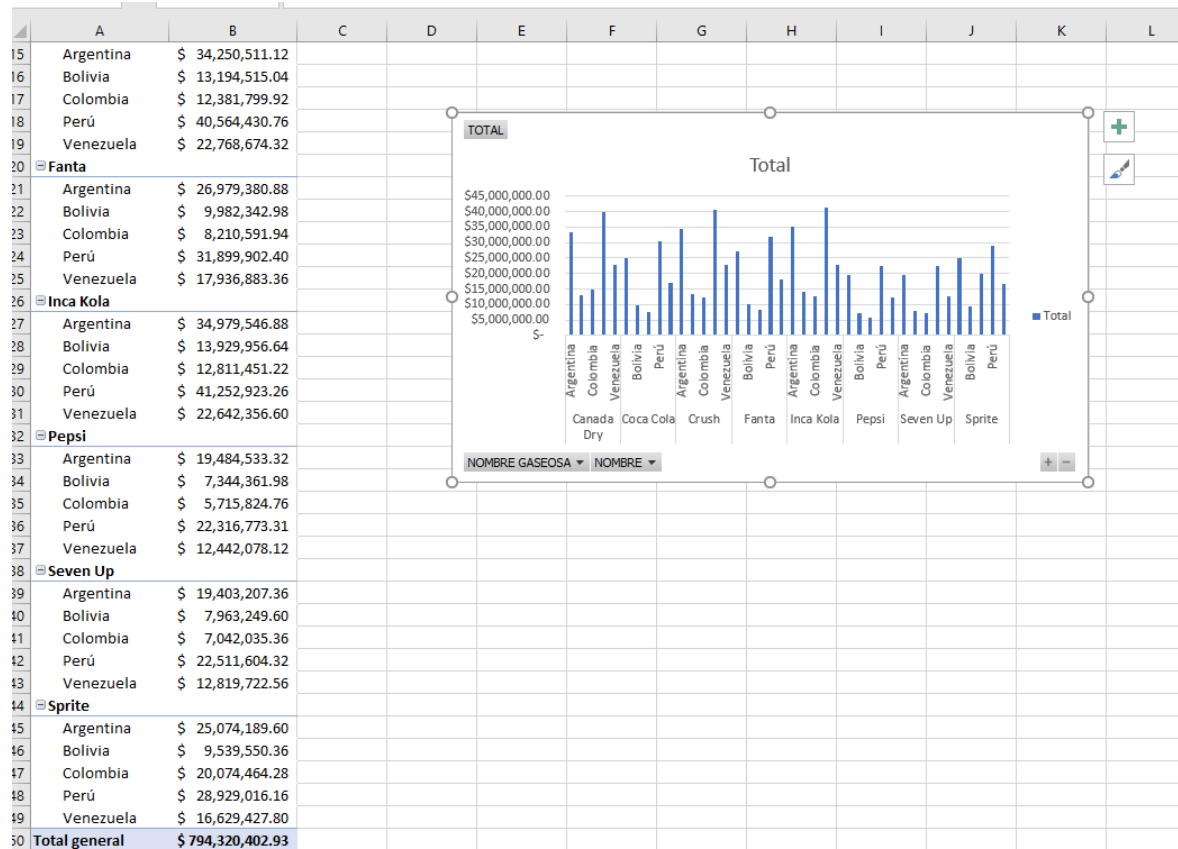 A B C D E F G H I J K L
15 Argentina $ 34,250,511.12
16 Bolivia $ 13,194,515.04
17 Colombia $ 12,381,799.92
18 Perú $ 40,564,430.76
19 Venezuela $ 22,768,674.32
20 Fanta
21 Argentina $ 26,979,380.88
22 Bolivia $ 9,982,342.98
23 Colombia $ 8,210,591.94
24 Perú $ 31,899,902.40
25 Venezuela $ 17,936,883.36
26 Inca Kola
27 Argentina $ 34,979,546.88
28 Bolivia $ 13,929,956.64
29 Colombia $ 12,811,451.22
30 Perú $ 41,252,923.26
31 Venezuela $ 22,642,356.60
32 Pepsi
33 Argentina $ 19,484,533.32
34 Bolivia $ 7,344,361.98
35 Colombia $ 5,715,824.76
36 Perú $ 22,316,773.31
37 Venezuela $ 12,442,078.12
38 Seven Up
39 Argentina $ 19,403,207.36
40 Bolivia $ 7,963,249.60
41 Colombia $ 7,042,035.36
42 Perú $ 22,511,604.32
43 Venezuela $ 12,819,722.56
44 Sprite
45 Argentina $ 25,074,189.60
46 Bolivia $ 9,539,550.36
47 Colombia $ 20,074,464.28
48 Perú $ 28,929,016.16
49 Venezuela $ 16,629,427.80
50 Total general $ 794,320,402.93
TOTAL
Total
$45,000,000.00
$40,000,000.00
$35,000,000.00
$30,000,000.00
$25,000,000.00
$20,000,000.00
$15,000,000.00
$10,000,000.00
$5,000,000.00
$-
Total
Argentina Colombia Venezuela Bolivia Perú Argentina Colombia Venezuela Bolivia Perú Argentina Colombia Venezuela Bolivia Perú Argentina Colombia Venezuela Bolivia Perú
Canada Dry Coca Cola Crush Fanta Inca Kola Pepsi Seven Up Sprite
NOMBRE GASEOSA NOMBRE